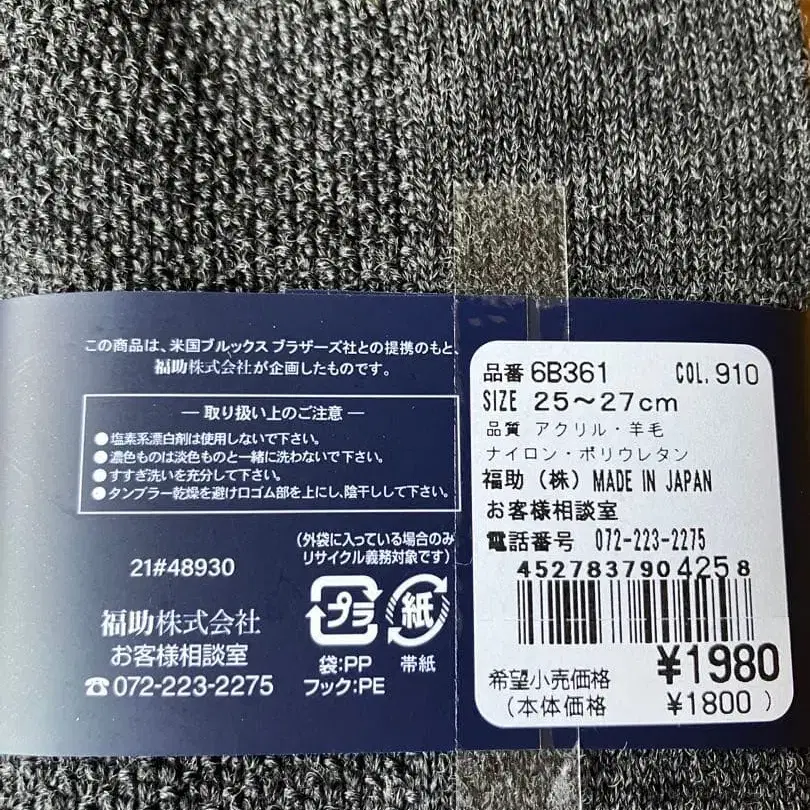 この商品は、米国ブルックス ブラザーズ社との提携のもと、
福助株式会社が企画したものです。
― 取り扱い上のご注意 ―
●塩素系漂白剤は使用しないで下さい。
●濃色ものは淡色ものと一緒に洗わないで下さい。
●すすぎ洗いを充分して下さい。
●タンブラー乾燥を避け口ゴム部を上にし、陰干しして下さい。
(外袋に入っている場合のみ
リサイクル義務対象です)
21#48930
福助株式会社
お客様相談室
☎072-223-2275
プラ
紙
袋:PP
フック:PE
帯紙
品番 6B361 COL. 910
SIZE 25~27cm
品質 アクリル・羊毛
ナイロン・ポリウレタン
福助(株) MADE IN JAPAN
お客様相談室
電話番号 072-223-2275
4527837904258
希望小売価格 ¥1980
(本体価格 ¥1800)